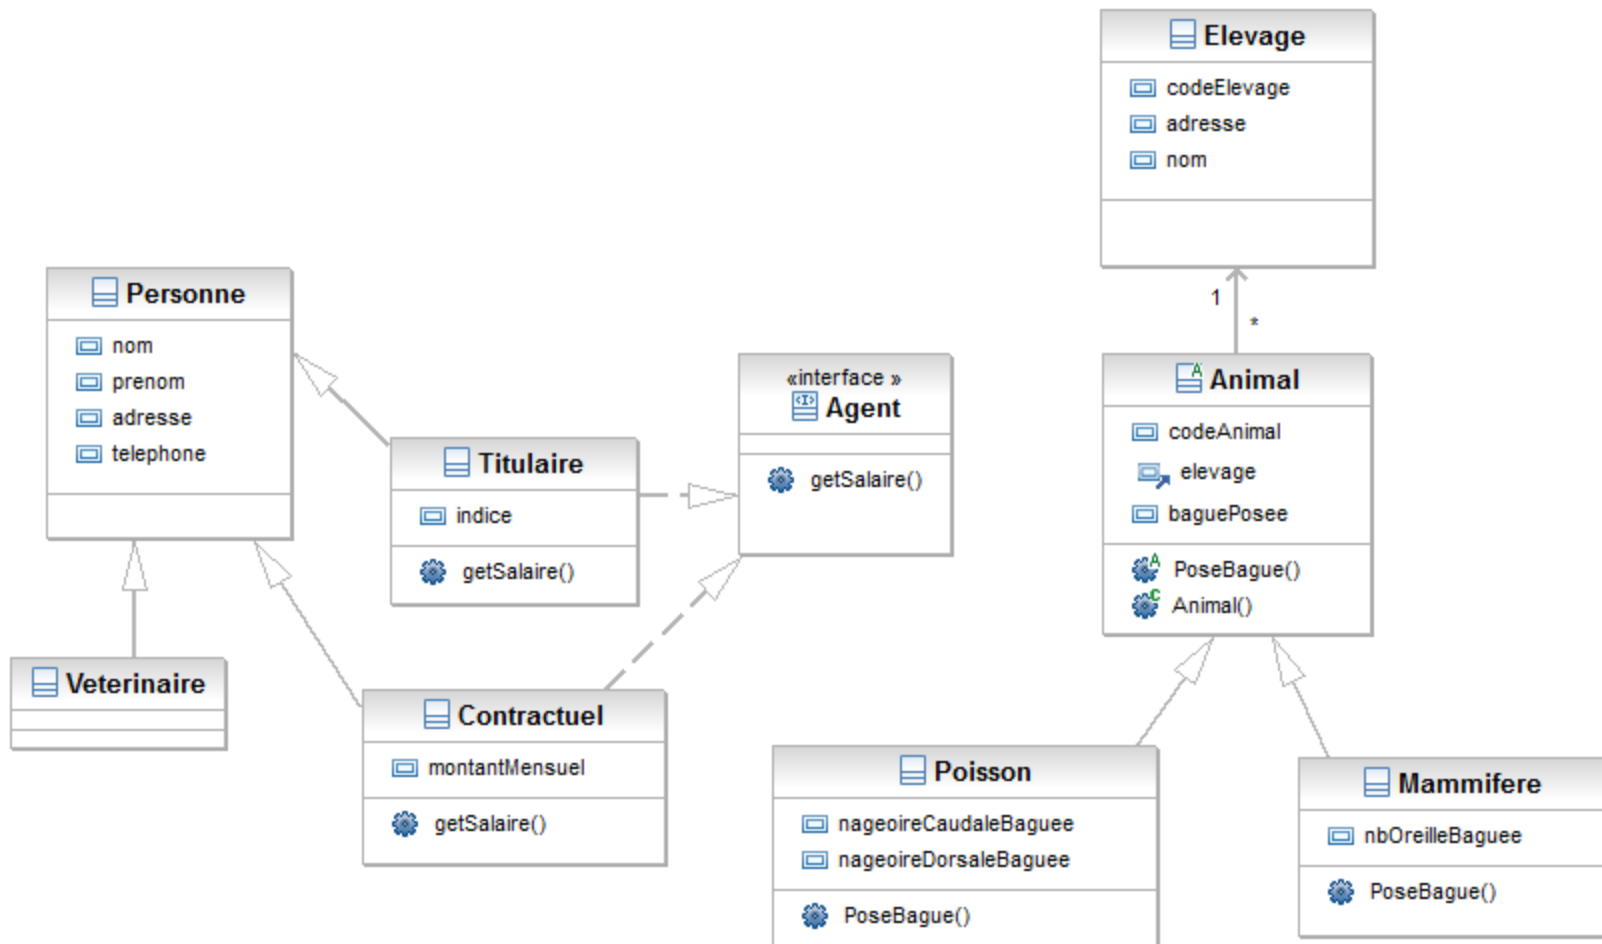 Elevage
codeElevage
adresse
nom
1
*
Personne
nom
prenom
adresse
telephone
Titulaire
indice
getSalaire()
«interface »
Agent
getSalaire()
Animal
codeAnimal
elevage
baguePosee
PoseBague()
Animal()
Veterinaire
Contractuel
montantMensuel
getSalaire()
Poisson
nageoireCaudaleBaguee
nageoireDorsaleBaguee
PoseBague()
Mammifere
nbOreilleBaguee
PoseBague()